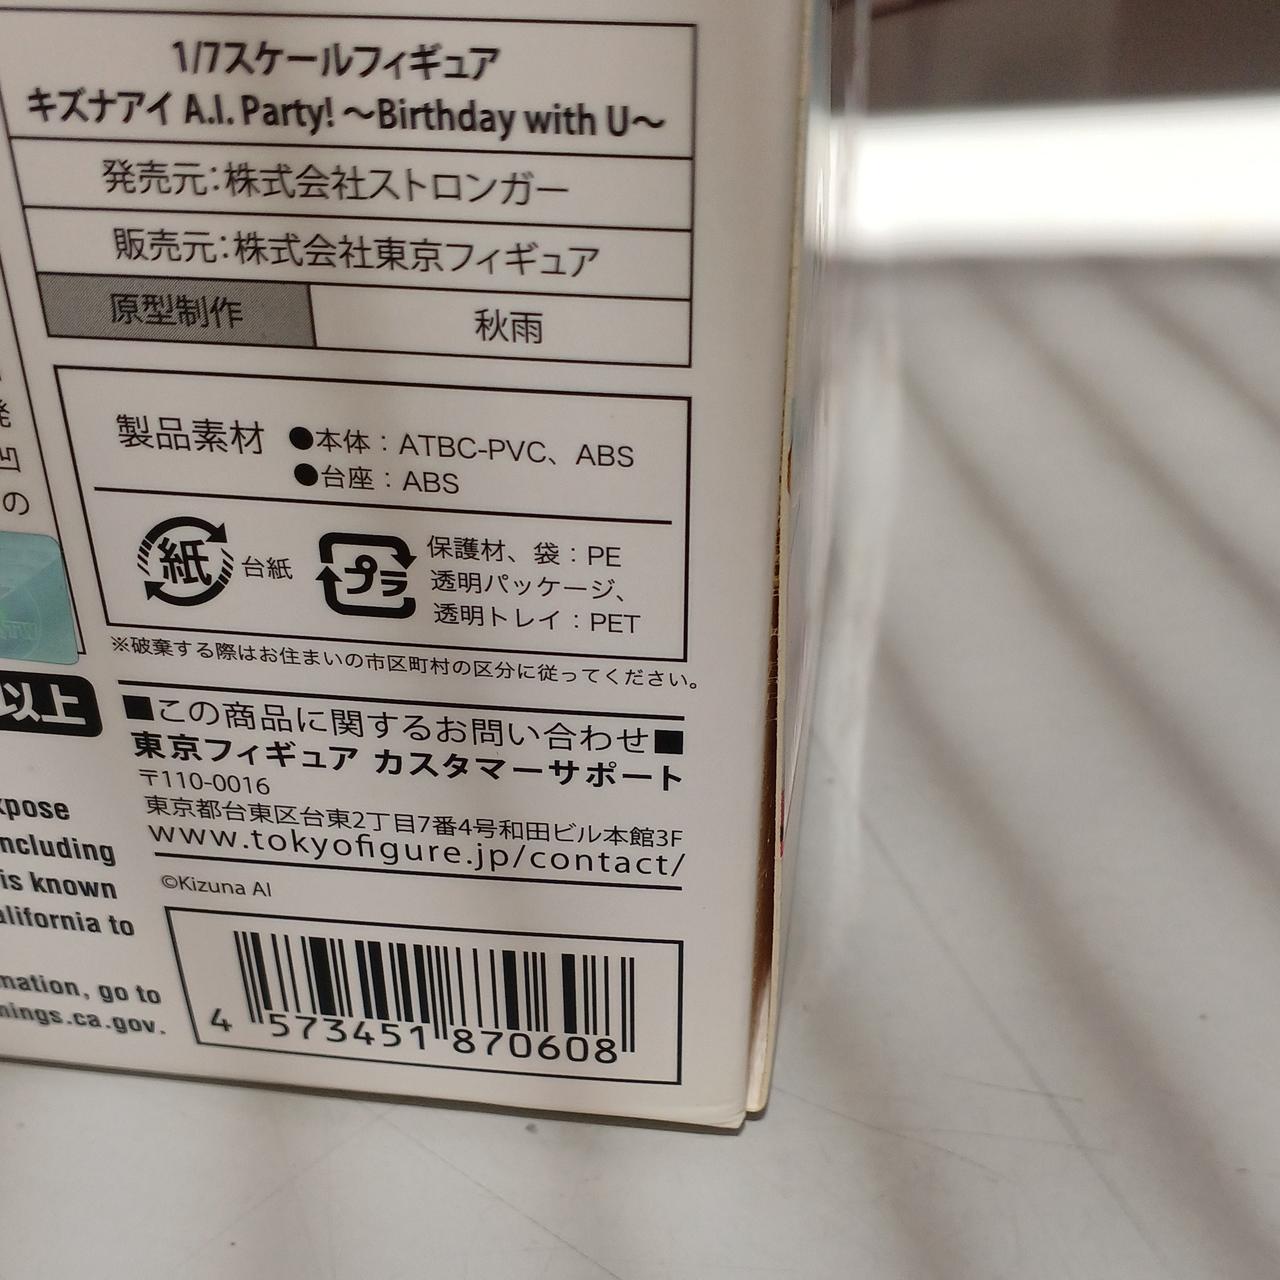 1/7スケールフィギュア
キズナアイ A.I. Party! ～Birthday with U～
発売元：株式会社ストロンガー
販売元：株式会社東京フィギュア
原型制作 秋雨
製品素材 ●本体：ATBC-PVC、ABS
●台座：ABS
紙 台紙 プラ 保護材、袋：PE
透明パッケージ、
透明トレイ：PET
※破棄する際はお住まいの市区町村の区分に従ってください。
■この商品に関するお問い合わせ■
東京フィギュア カスタマーサポート
〒110-0016
東京都台東区台東2丁目7番4号和田ビル本館3F
www.tokyofigure.jp/contact/
©Kizuna AI
4 573451 870608
発
凹
の
以上
xpose
ncluding
is known
alifornia to
mation, go to
nings.ca.gov.